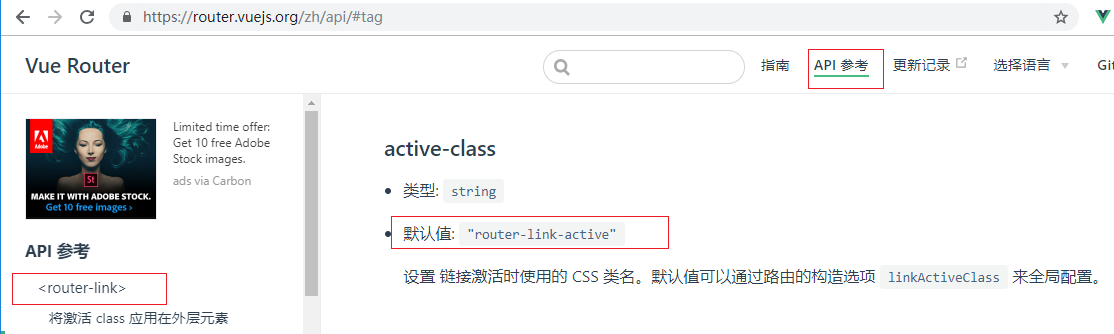 https://router.vuejs.org/zh/api/#tag
Vue Router
指南
API 参考
更新记录
选择语言
Git
Limited time offer:
Get 10 free Adobe
Stock images.
ads via Carbon
Adobe
St
MAKE IT WITH ADOBE STOCK.
Get 10 free images ›
API 参考
<router-link>
将激活 class 应用在外层元素
active-class
类型: string
默认值: "router-link-active"
设置 链接激活时使用的 CSS 类名。默认值可以通过路由的构造选项 linkActiveClass 来全局配置。